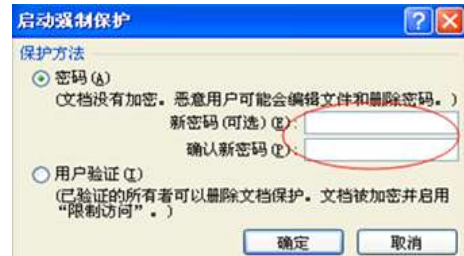 启动强制保护
保护方法
密码(A)
(文档没有加密。恶意用户可能会编辑文件和删除密码。)
新密码(可选)(E):
确认新密码(P):
用户验证(I)
(已验证的所有者可以删除文档保护。文档被加密并启用
“限制访问”。)
确定
取消